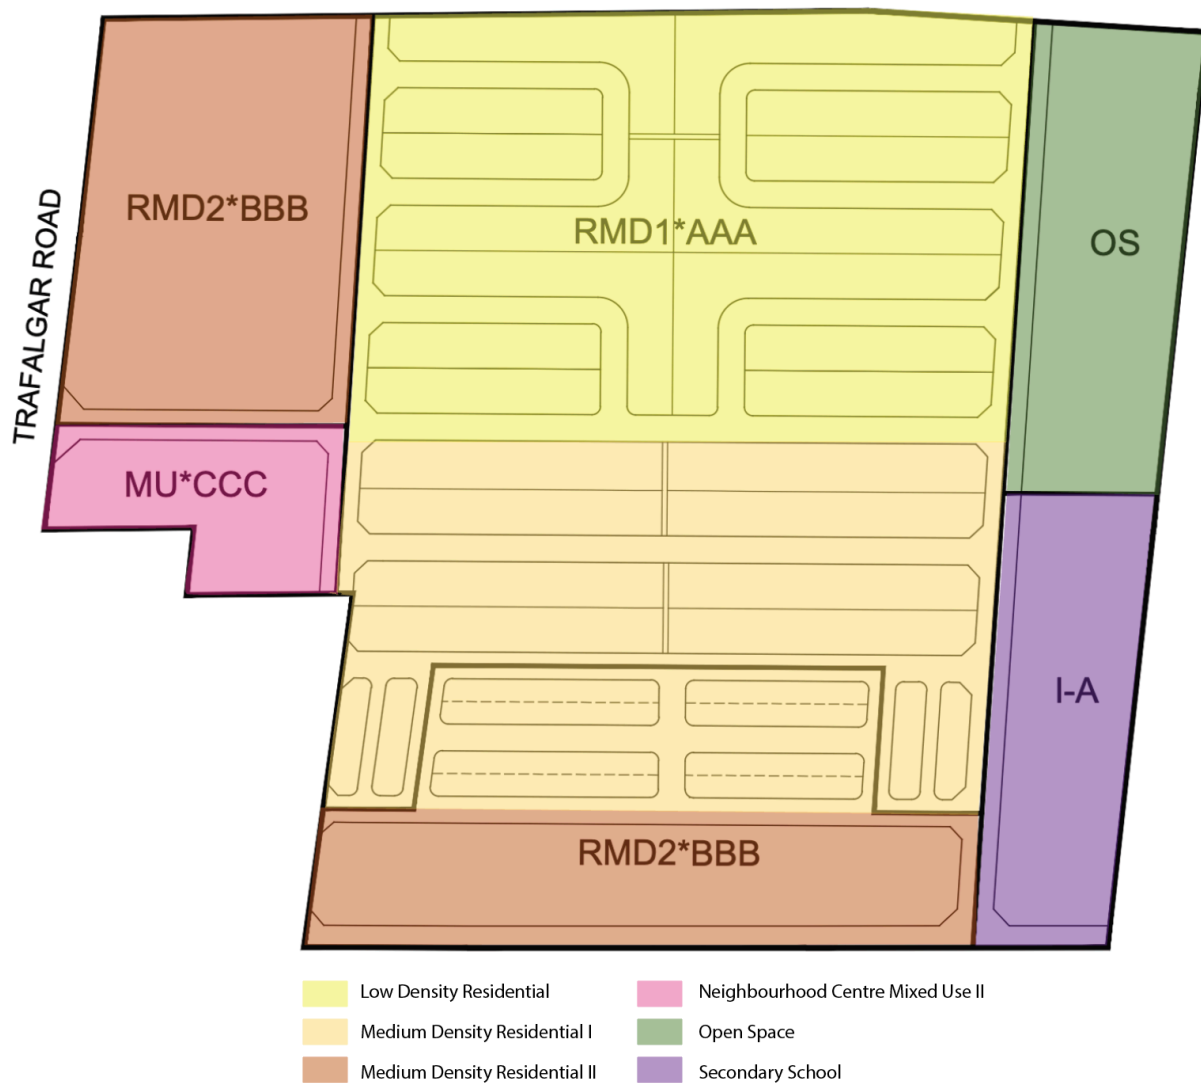 RMD2*BBB
RMD1*AAA
OS
TRAFALGAR ROAD
MU*CCC
I-A
RMD2*BBB
Low Density Residential
Medium Density Residential I
Medium Density Residential II
Neighbourhood Centre Mixed Use II
Open Space
Secondary School